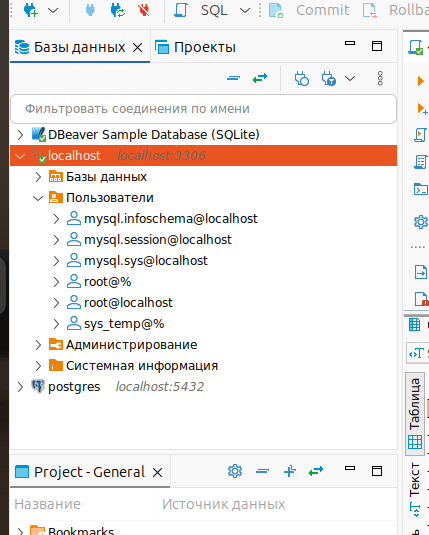 SQL Commit Rollba
Базы данных Проекты
Фильтровать соединения по имени
DBeaver Sample Database (SQLite)
localhost localhost:3306
Базы данных
Пользователи
mysql.infoschema@localhost
mysql.session@localhost
mysql.sys@localhost
root@%
root@localhost
sys_temp@%
Администрирование
Системная информация
postgres localhost:5432
Таблица
Текст
Project - General
Название Источник данных
Bookmarks